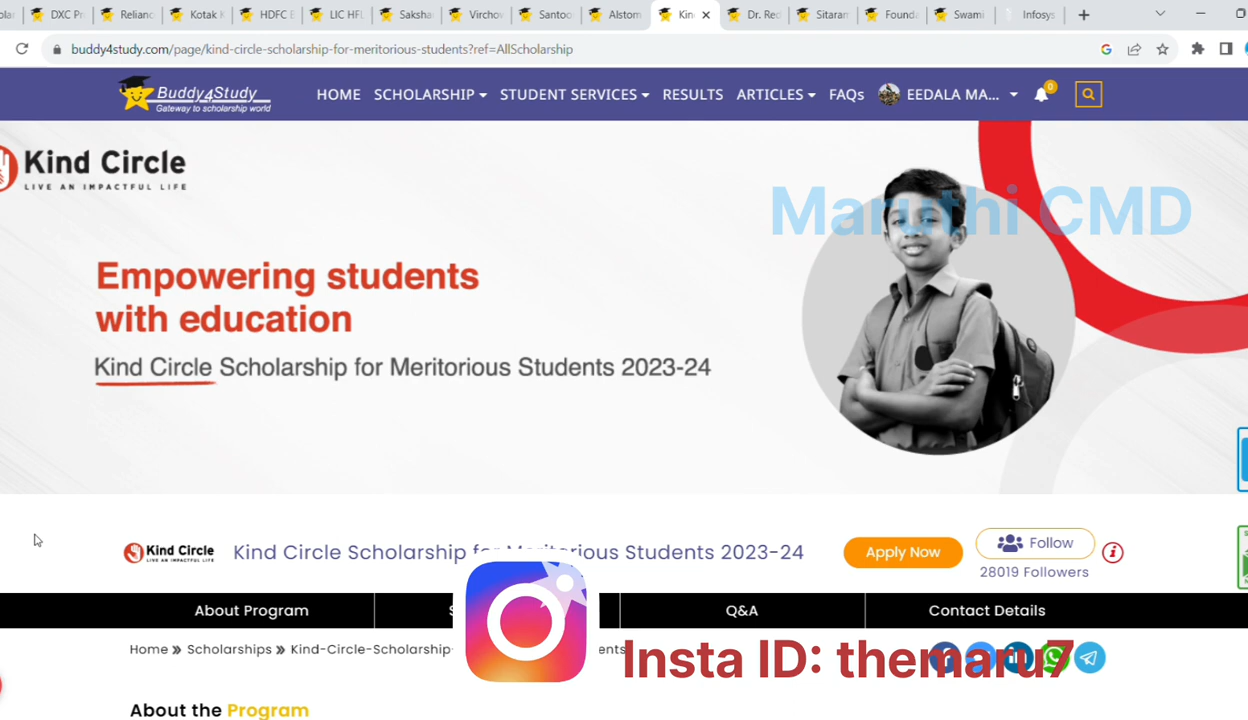 DXC Pr
Relianc
Kotak K
HDFC B
LIC HFL
Saksha
Virchov
Santoo
Alstom
Kin
Dr. Red
Sitaram
Founda
Swami
Infosys
buddy4study.com/page/kind-circle-scholarship-for-meritorious-students?ref=AllScholarship
Buddy4Study
Gateway to scholarship world
HOME SCHOLARSHIP STUDENT SERVICES RESULTS ARTICLES FAQs EEDALA MA... 0
Kind Circle
LIVE AN IMPACTFUL LIFE
Maruthi CMD
Empowering students
with education
Kind Circle Scholarship for Meritorious Students 2023-24
Kind Circle
LIVE AN IMPACTFUL LIFE
Kind Circle Scholarship for Meritorious Students 2023-24
Apply Now
Follow
28019 Followers
About Program
Q&A
Contact Details
Home » Scholarships » Kind-Circle-Scholarship-
Insta ID: themaru7
About the Program